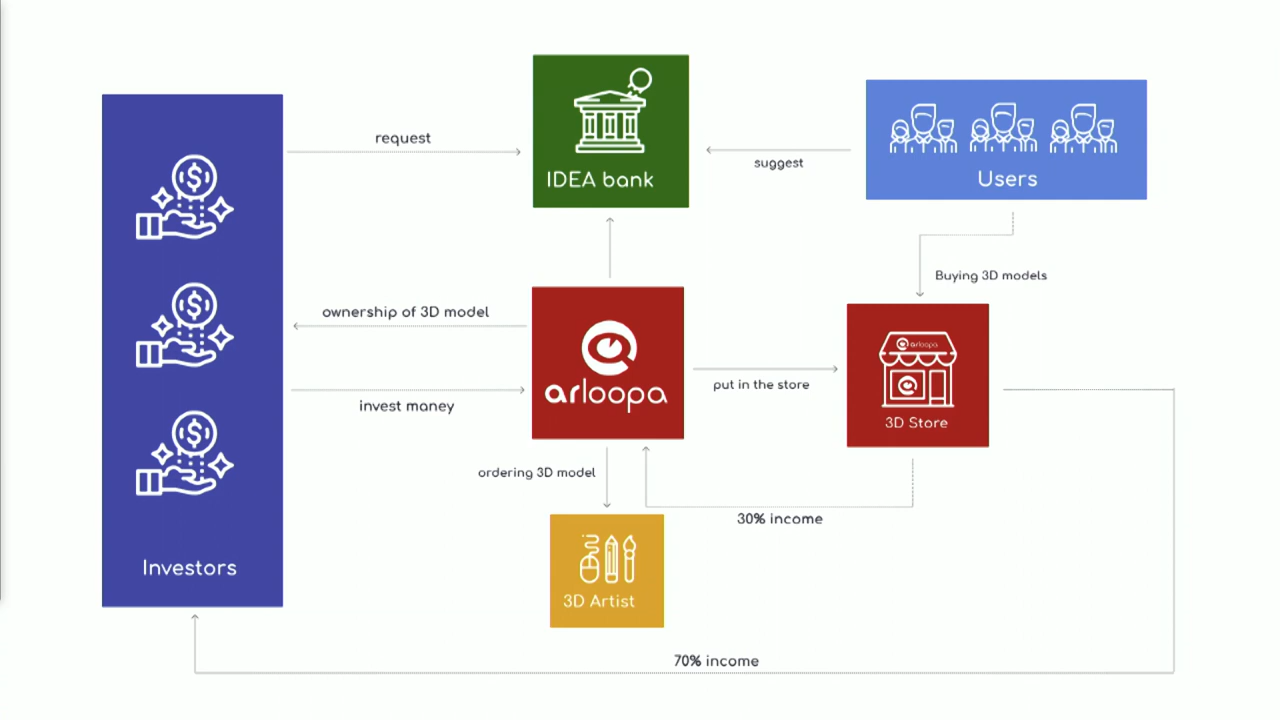 request
IDEA bank
suggest
Users
Buying 3D models
ownership of 3D model
invest maney
arloopa
put in the store
arloopa
3D Store
ordering 3D model
30% income
3D Artist
Investors
70% income